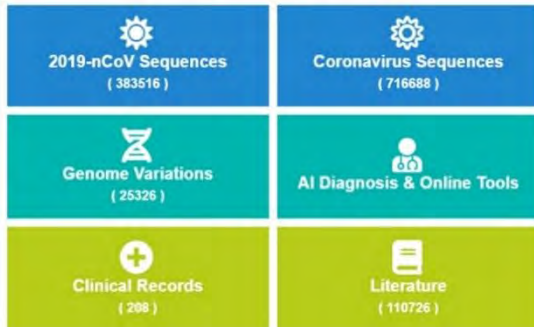 2019-nCoV Sequences
( 383516 )
Coronavirus Sequences
( 716688 )
Genome Variations
( 25326 )
AI Diagnosis & Online Tools
Clinical Records
( 208 )
Literature
( 110726 )